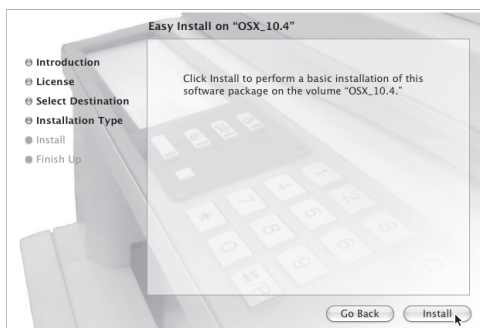 Easy Install on “OSX_10.4”
Introduction
License
Select Destination
Installation Type
Install
Finish Up
Click Install to perform a basic installation of this
software package on the volume “OSX_10.4.”
Go Back
Install